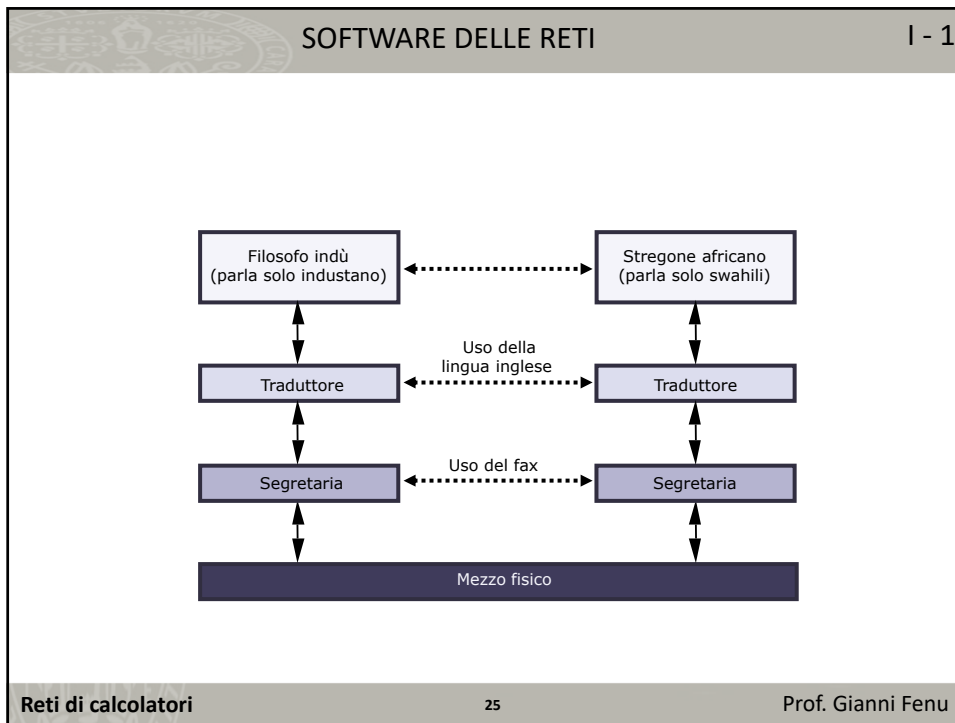 SOFTWARE DELLE RETI
I - 1
Filosofo indù
(parla solo industano)
Stregone africano
(parla solo swahili)
Uso della
lingua inglese
Traduttore
Traduttore
Uso del fax
Segretaria
Segretaria
Mezzo fisico
Reti di calcolatori
25
Prof. Gianni Fenu